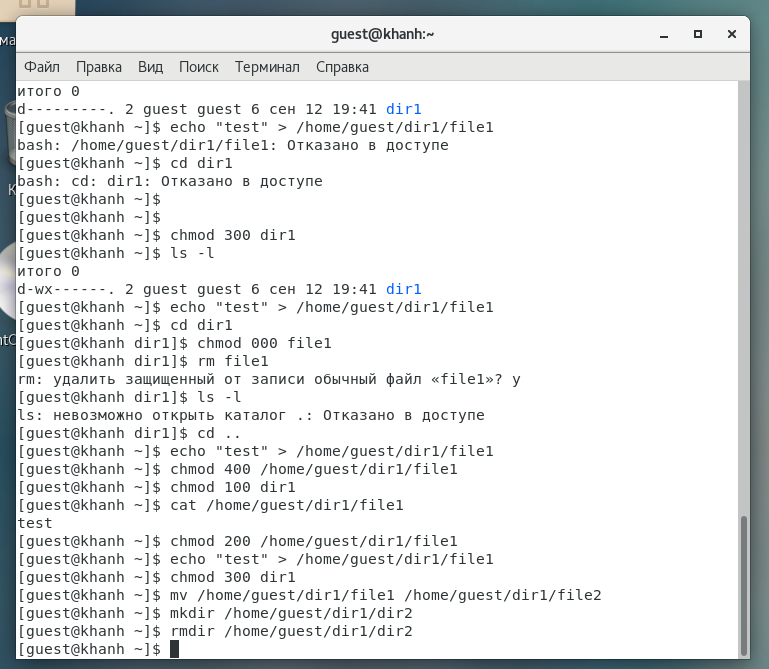 ма
К
ntC
guest@khanh:~
Файл Правка Вид Поиск Терминал Справка
итого 0
d---------. 2 guest guest 6 сен 12 19:41 dir1
[guest@khanh ~]$ echo "test" > /home/guest/dir1/file1
bash: /home/guest/dir1/file1: Отказано в доступе
[guest@khanh ~]$ cd dir1
bash: cd: dir1: Отказано в доступе
[guest@khanh ~]$
[guest@khanh ~]$
[guest@khanh ~]$ chmod 300 dir1
[guest@khanh ~]$ ls -l
итого 0
d-wx------. 2 guest guest 6 сен 12 19:41 dir1
[guest@khanh ~]$ echo "test" > /home/guest/dir1/file1
[guest@khanh ~]$ cd dir1
[guest@khanh dir1]$ chmod 000 file1
[guest@khanh dir1]$ rm file1
rm: удалить защищенный от записи обычный файл «file1»? y
[guest@khanh dir1]$ ls -l
ls: невозможно открыть каталог .: Отказано в доступе
[guest@khanh dir1]$ cd ..
[guest@khanh ~]$ echo "test" > /home/guest/dir1/file1
[guest@khanh ~]$ chmod 400 /home/guest/dir1/file1
[guest@khanh ~]$ chmod 100 dir1
[guest@khanh ~]$ cat /home/guest/dir1/file1
test
[guest@khanh ~]$ chmod 200 /home/guest/dir1/file1
[guest@khanh ~]$ echo "test" > /home/guest/dir1/file1
[guest@khanh ~]$ chmod 300 dir1
[guest@khanh ~]$ mv /home/guest/dir1/file1 /home/guest/dir1/file2
[guest@khanh ~]$ mkdir /home/guest/dir1/dir2
[guest@khanh ~]$ rmdir /home/guest/dir1/dir2
[guest@khanh ~]$